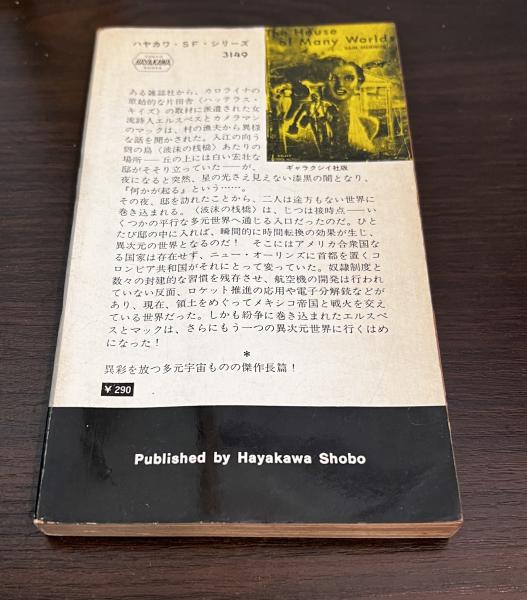 ハヤカワ・SF・シリーズ
3149
HAYAKAWA
BOOKS
The House
of Many Worlds
SAM MERWIN
ギャラクシイ社版
ある雑誌社から、カロライナの
原始的な片田舎〈ハッテラス・
キイズ〉の取材に派遣された女
流詩人エルスペスとカメラマン
のマックは、村の漁夫から異様
な話を聞かされた。入江の向う
側の島〈波沫の桟橋〉あたりの
場所――丘の上には白い宏壮な
邸がそそり立っていた――が、
夜になると突然、星の光さえ見えない漆黒の闇となり、
『何かが起る』という……。
その夜、邸を訪れたことから、二人は途方もない世界に
巻き込まれる。〈波沫の桟橋〉は、じつは接時点――い
くつかの平行な多元世界へ通じる入口だったのだ。ひと
たび邸の中に入れば、瞬間的に時間転換の効果が生じ、
異次元の世界となるのだ！ そこにはアメリカ合衆国な
る国家は存在せず、ニュー・オーリンズに首都を置くコ
ロンビア共和国がそれにとって変っていた。奴隷制度と
数々の封建的な習慣を残存させ、航空機の開発は行われ
ていない反面、ロケット推進の応用や電子分解銃などが
あり、現在、領土をめぐってメキシコ帝国と戦火を交え
ている世界だった。しかも紛争に巻き込まれたエルスペ
スとマックは、さらにもう一つの異次元世界に行くはめ
になった！
*
異彩を放つ多元宇宙ものの傑作長篇！
¥290
Published by Hayakawa Shobo